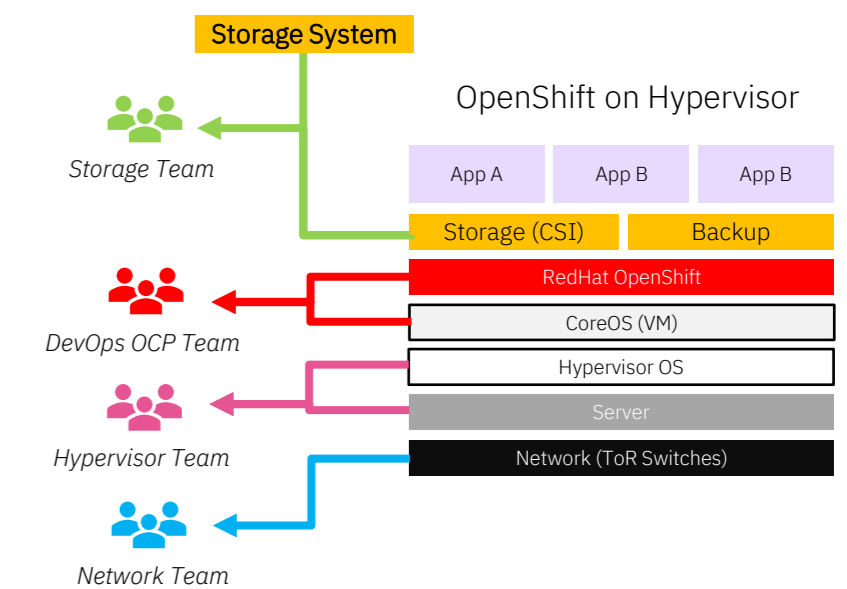 Storage System
OpenShift on Hypervisor
Storage Team
App A
App B
App B
Storage (CSI)
Backup
RedHat OpenShift
DevOps OCP Team
CoreOS (VM)
Hypervisor OS
Server
Hypervisor Team
Network (ToR Switches)
Network Team